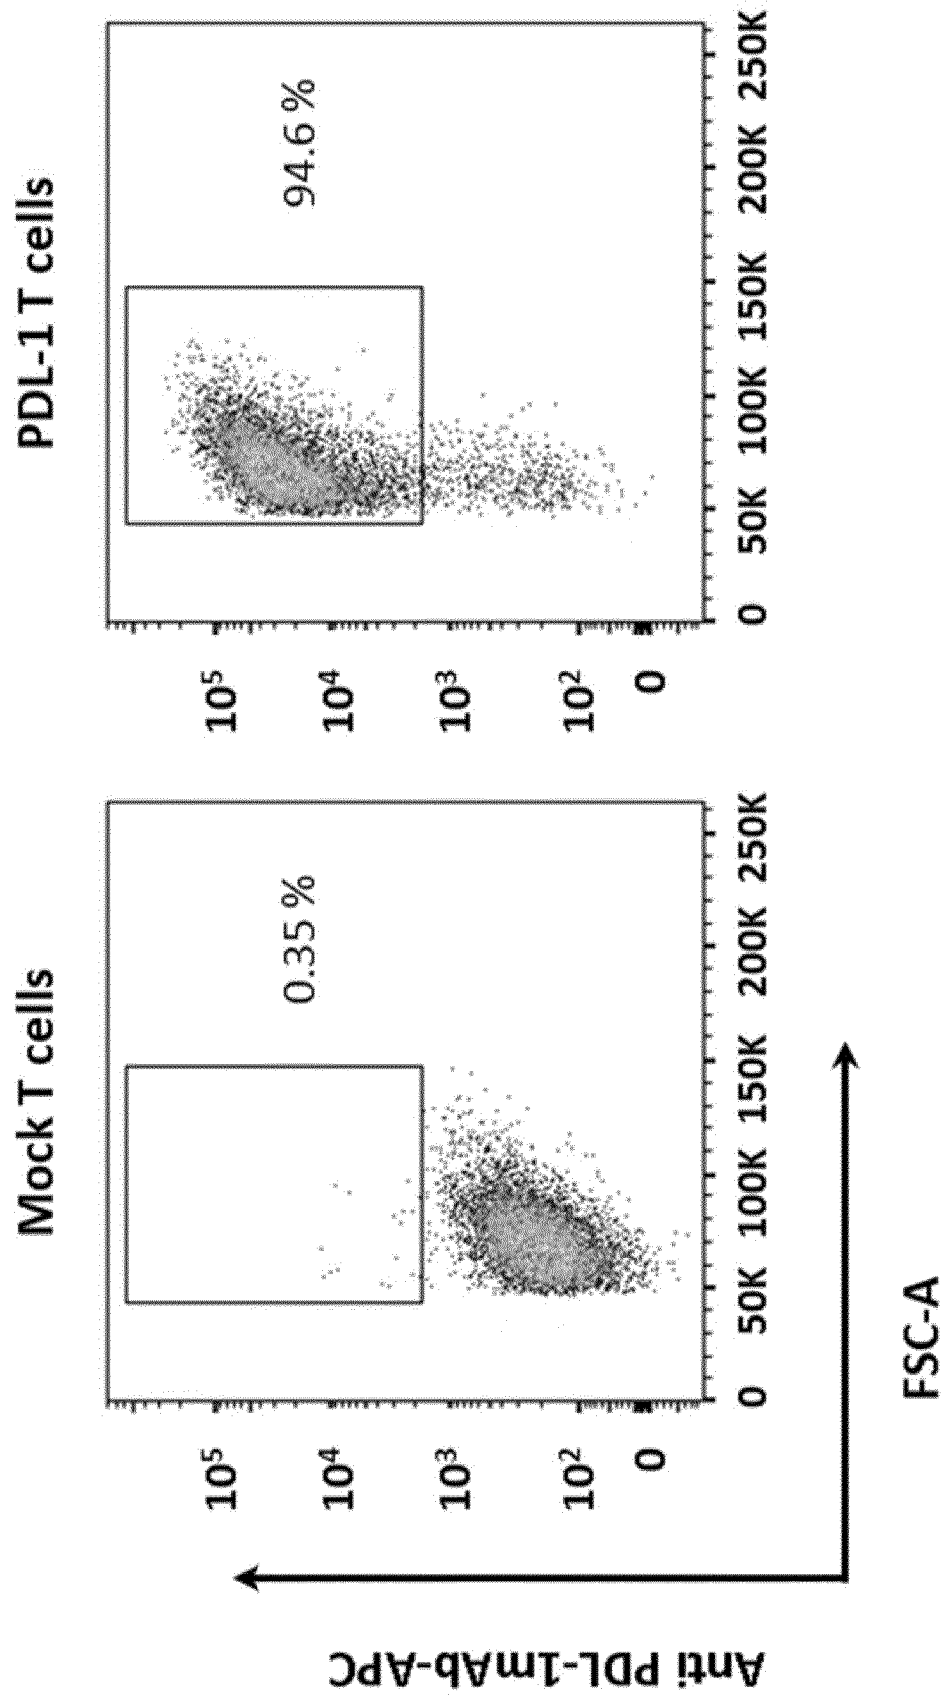 Mock T cells
PDL-1 T cells
Anti PDL-1mAb-APC
10⁵
10⁴
10³
10²
0
0.35 %
0 50K 100K 150K 200K 250K
10⁵
10⁴
10³
10²
0
94.6 %
0 50K 100K 150K 200K 250K
FSC-A